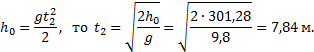 h₀ = gt₂²/2, то t₂ = √(2h₀/g) = √(2 · 301,28/9,8) = 7,84 м.